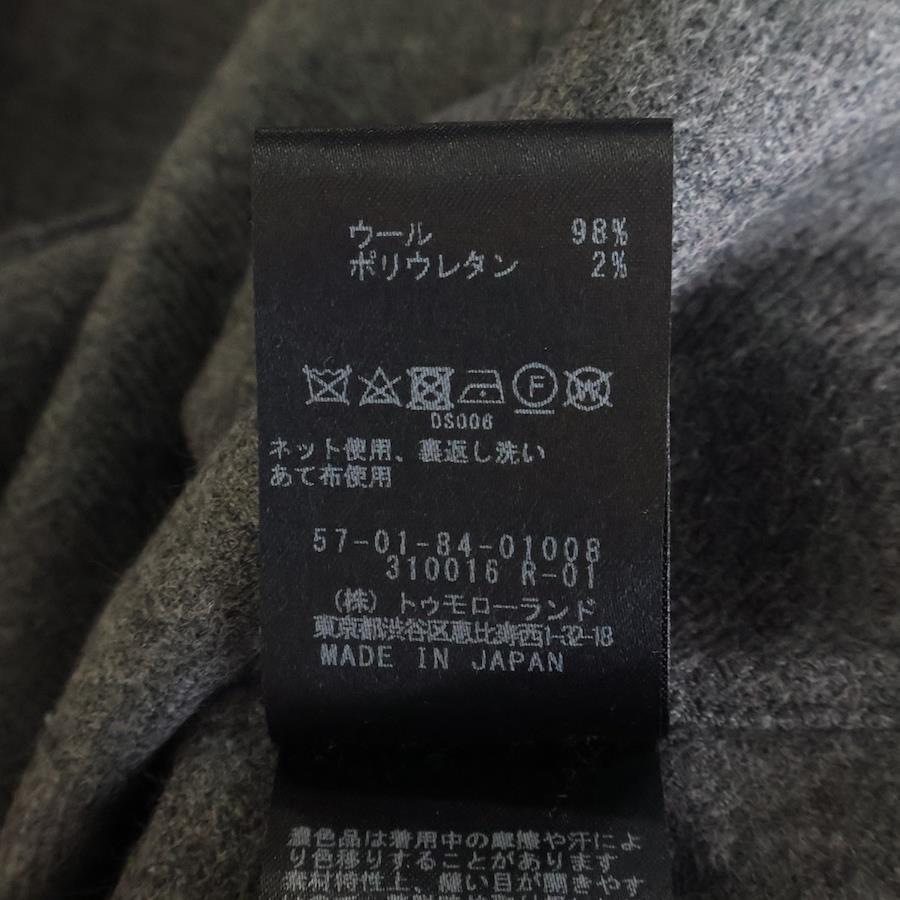 ウール 98%
ポリウレタン 2%
F W
DS006
ネット使用、裏返し洗い
あて布使用
57-01-84-01008
310016 R-01
(株) トゥモローランド
東京都渋谷区恵比寿西1-32-18
MADE IN JAPAN
濃色品は着用中の摩擦や汗によ
り色移りすることがあります
素材特性上、縫い目が開きやす